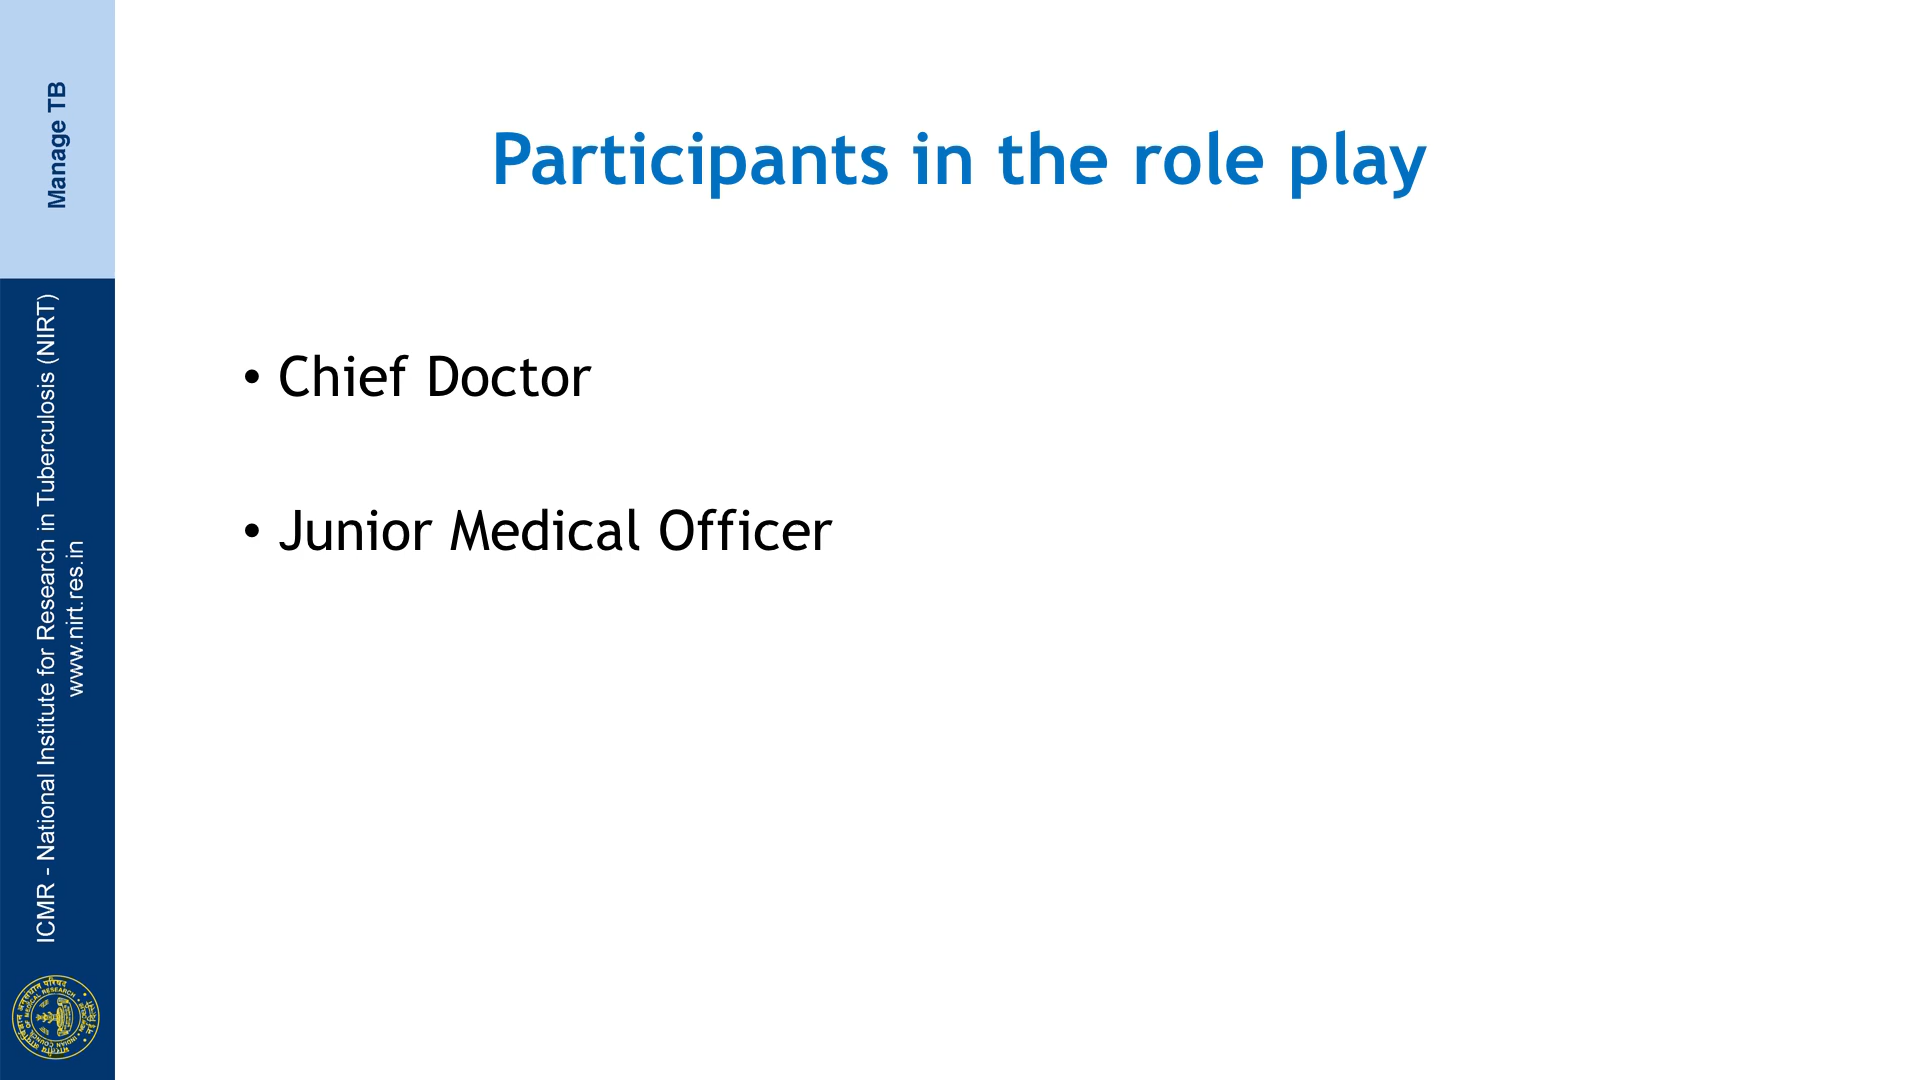 Manage TB
ICMR - National Institute for Research in Tuberculosis (NIRT)
www.nirt.res.in
Participants in the role play
• Chief Doctor
• Junior Medical Officer